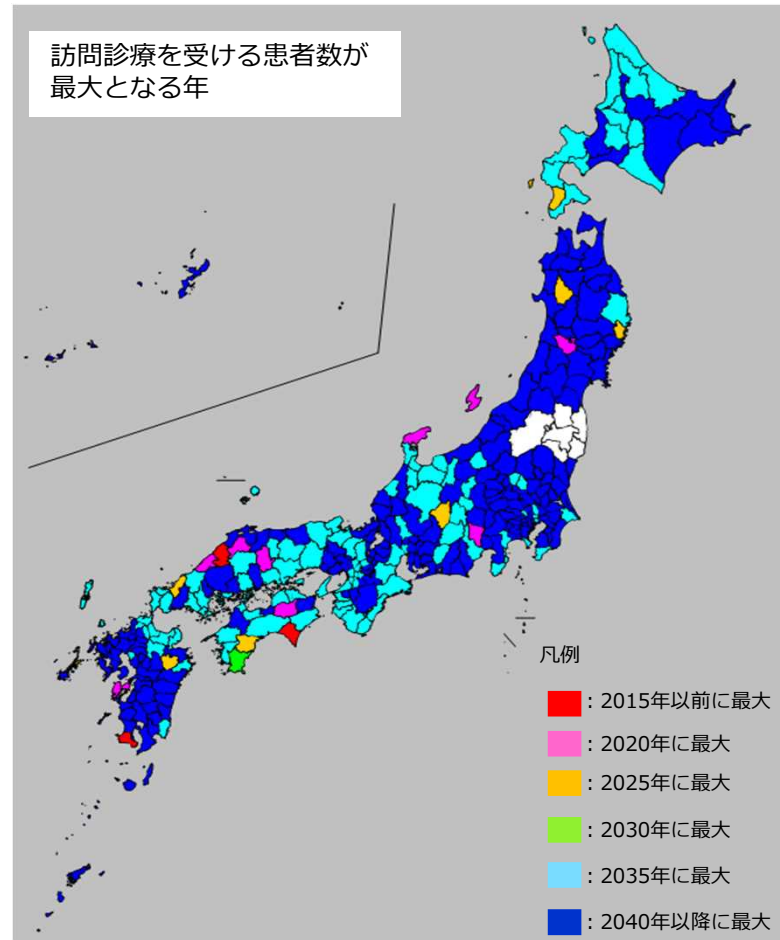 訪問診療を受ける患者数が
最大となる年
凡例
：2015年以前に最大
：2020年に最大
：2025年に最大
：2030年に最大
：2035年に最大
：2040年以降に最大